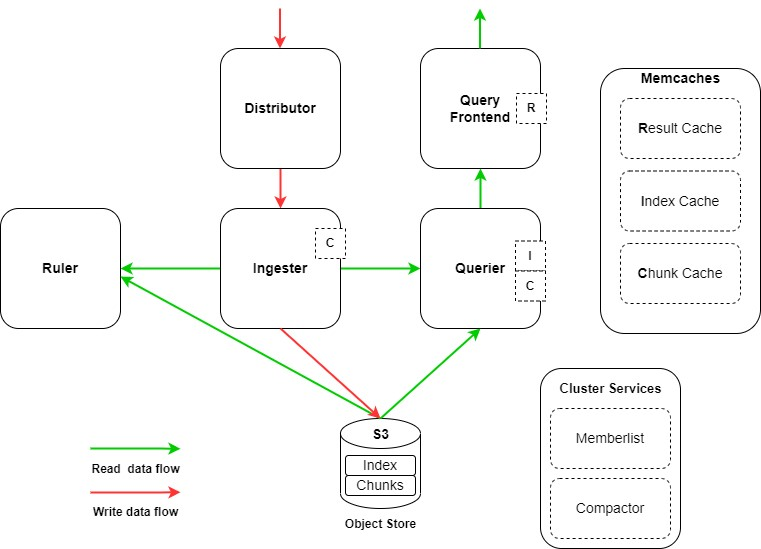 Distributor
Query
Frontend
R
Memcaches
Result Cache
Index Cache
Chunk Cache
Ruler
Ingester
C
Querier
I
C
S3
Index
Chunks
Object Store
Cluster Services
Memberlist
Compactor
Read data flow
Write data flow